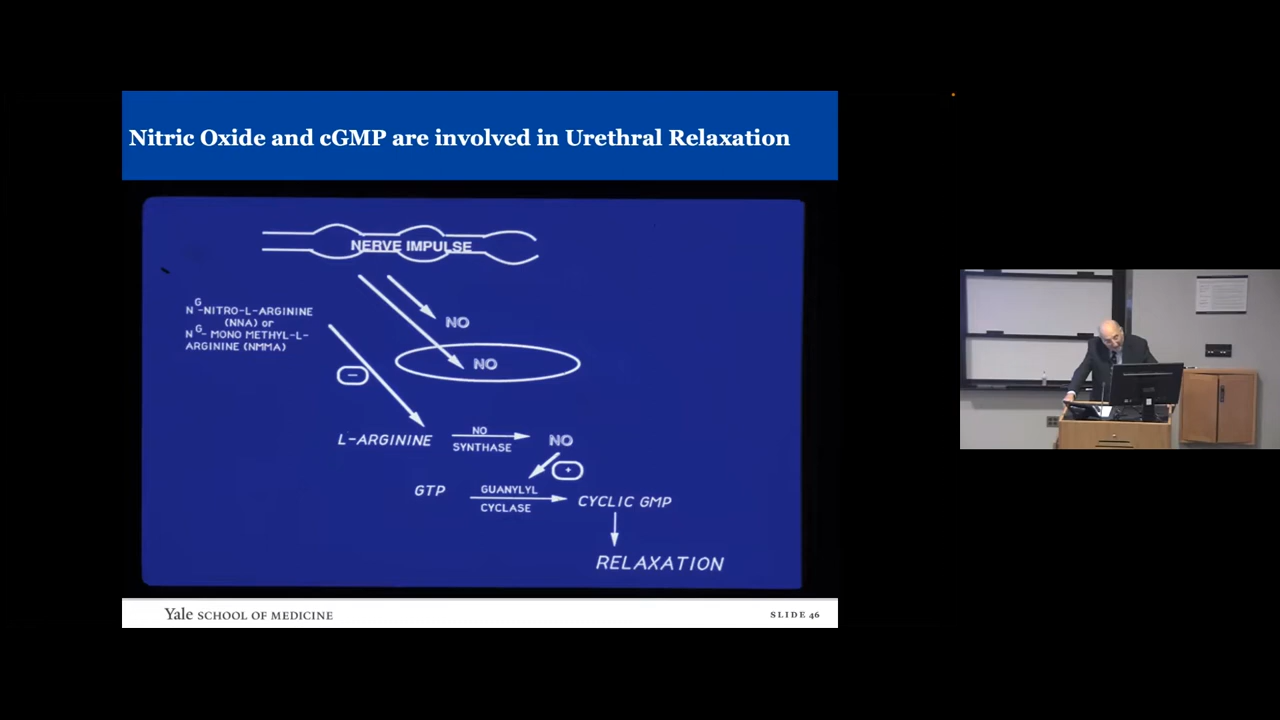 Nitric Oxide and cGMP are involved in Urethral Relaxation
NERVE IMPULSE
NO
NO
N G-NITRO-L-ARGININE
(NNA) or
N G- MONO METHYL-L-
ARGININE (NMMA)
−
L-ARGININE
NO
SYNTHASE
NO
+
GTP
GUANYLYL
CYCLASE
CYCLIC GMP
RELAXATION
Yale SCHOOL OF MEDICINE
SLIDE 46